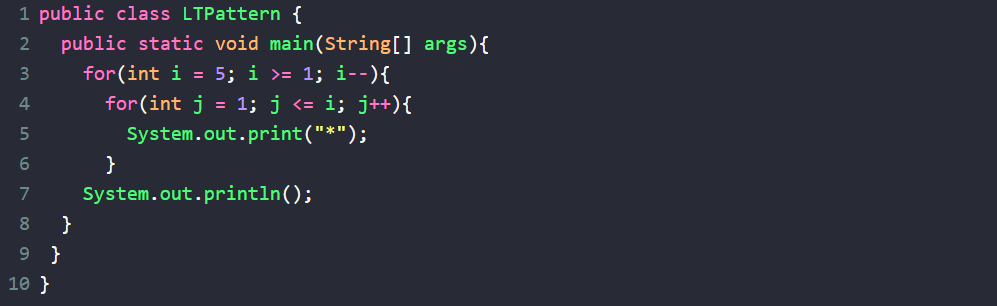 1 public class LTPattern {
2   public static void main(String[] args){
3     for(int i = 5; i >= 1; i--){
4       for(int j = 1; j <= i; j++){
5         System.out.print("*");
6       }
7     System.out.println();
8   }
9  }
10 }